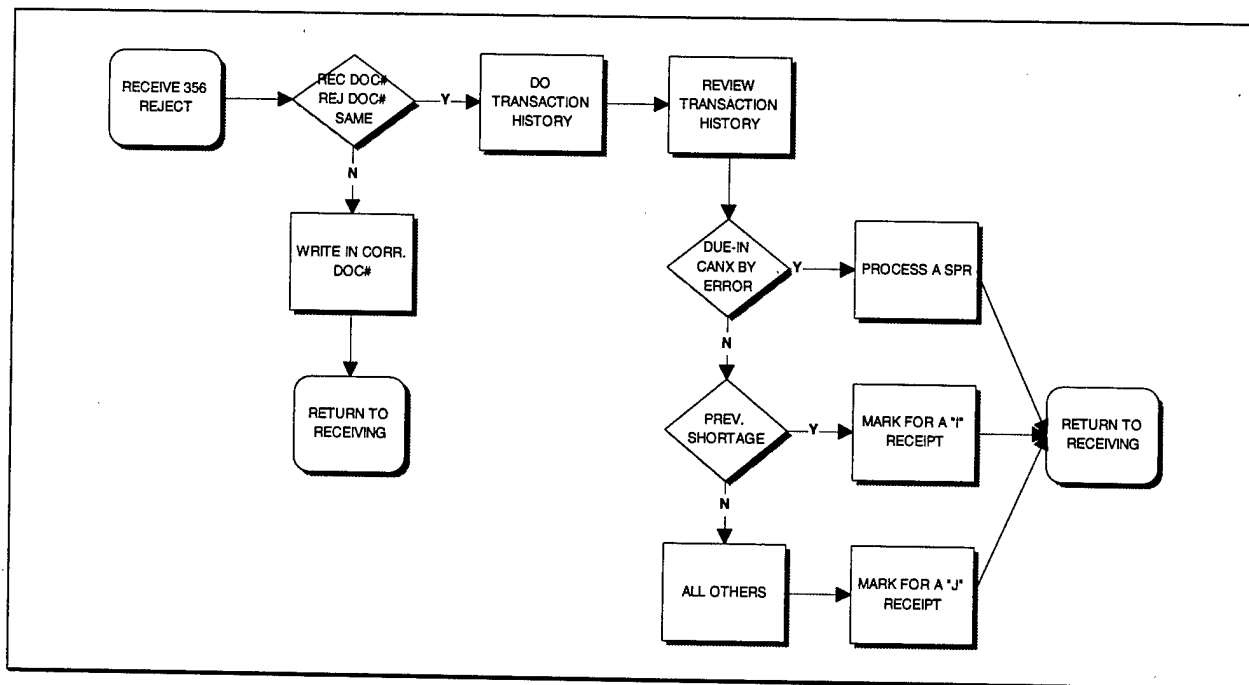 RECEIVE 356
REJECT
REC DOC#
REJ DOC#
SAME
Y
DO
TRANSACTION
HISTORY
REVIEW
TRANSACTION
HISTORY
N
WRITE IN CORR.
DOC#
RETURN TO
RECEIVING
DUE-IN
CANX BY
ERROR
Y
PROCESS A SPR
N
PREV.
SHORTAGE
Y
MARK FOR A "I"
RECEIPT
RETURN TO
RECEIVING
N
ALL OTHERS
MARK FOR A "J"
RECEIPT